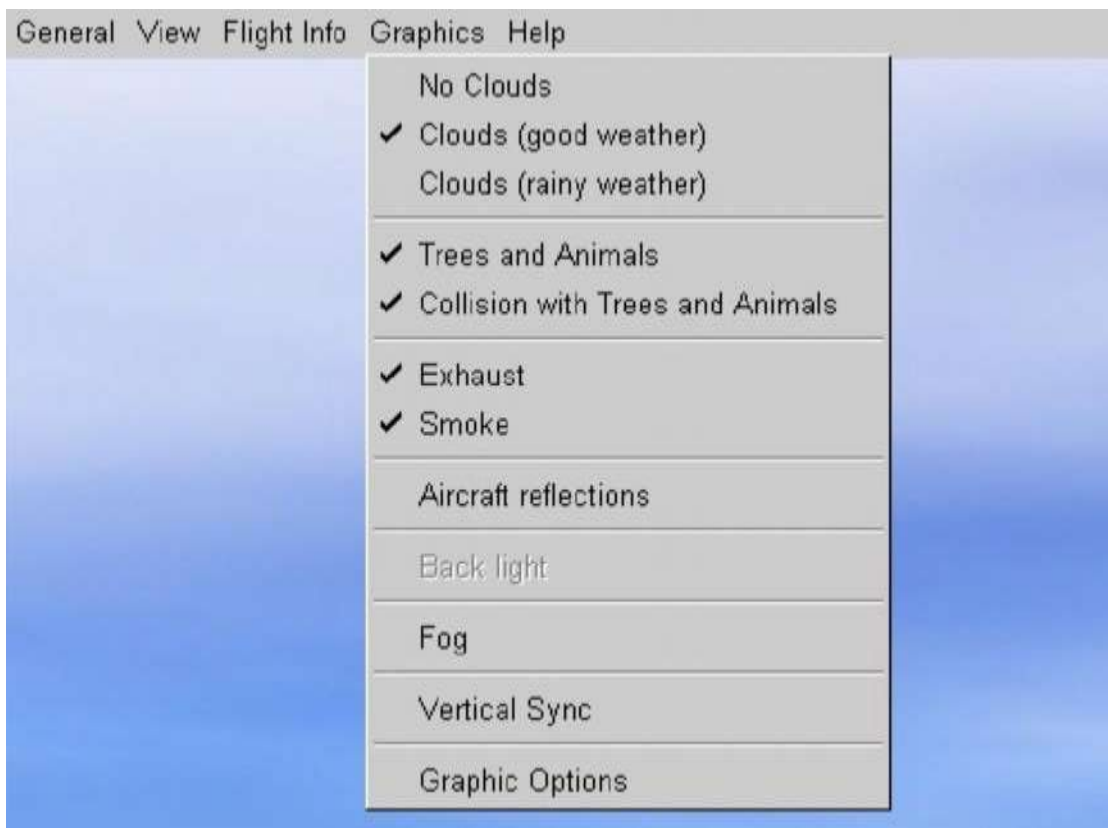 General View Flight Info Graphics Help
No Clouds
✔ Clouds (good weather)
Clouds (rainy weather)
✔ Trees and Animals
✔ Collision with Trees and Animals
✔ Exhaust
✔ Smoke
Aircraft reflections
Back light
Fog
Vertical Sync
Graphic Options